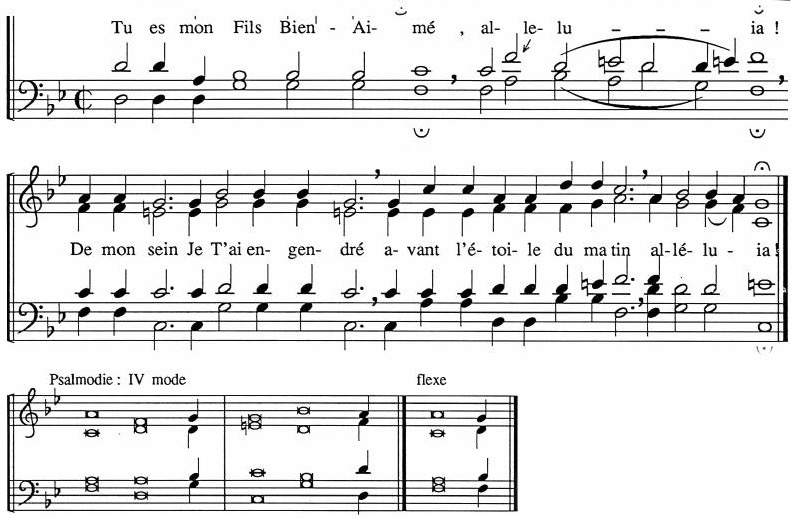 Tu es mon Fils Bien - Ai- mé , al- le- lu - - - ia !
De mon sein Je T'ai en- gen- dré a- vant l'é- toi- le du ma tin al-lé- lu - ia!
Psalmodie : IV mode flexe